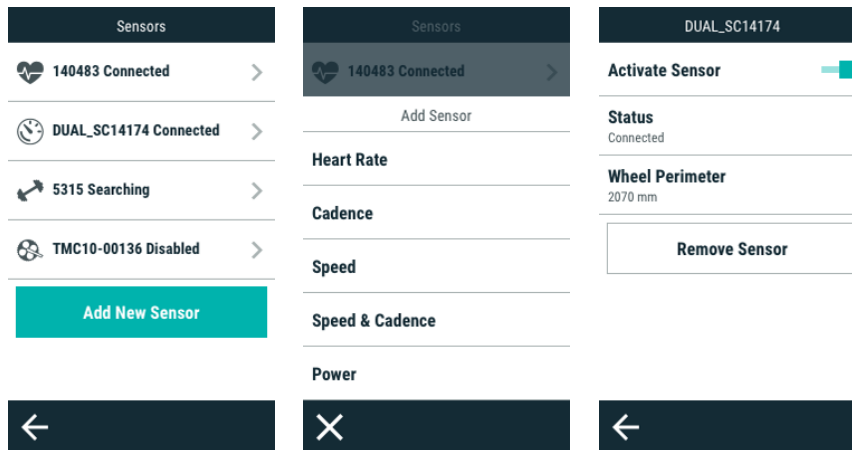 Sensors
140483 Connected
DUAL_SC14174 Connected
5315 Searching
TMC10-00136 Disabled
Add New Sensor
Sensors
140483 Connected
Add Sensor
Heart Rate
Cadence
Speed
Speed & Cadence
Power
DUAL_SC14174
Activate Sensor
Status
Connected
Wheel Perimeter
2070 mm
Remove Sensor